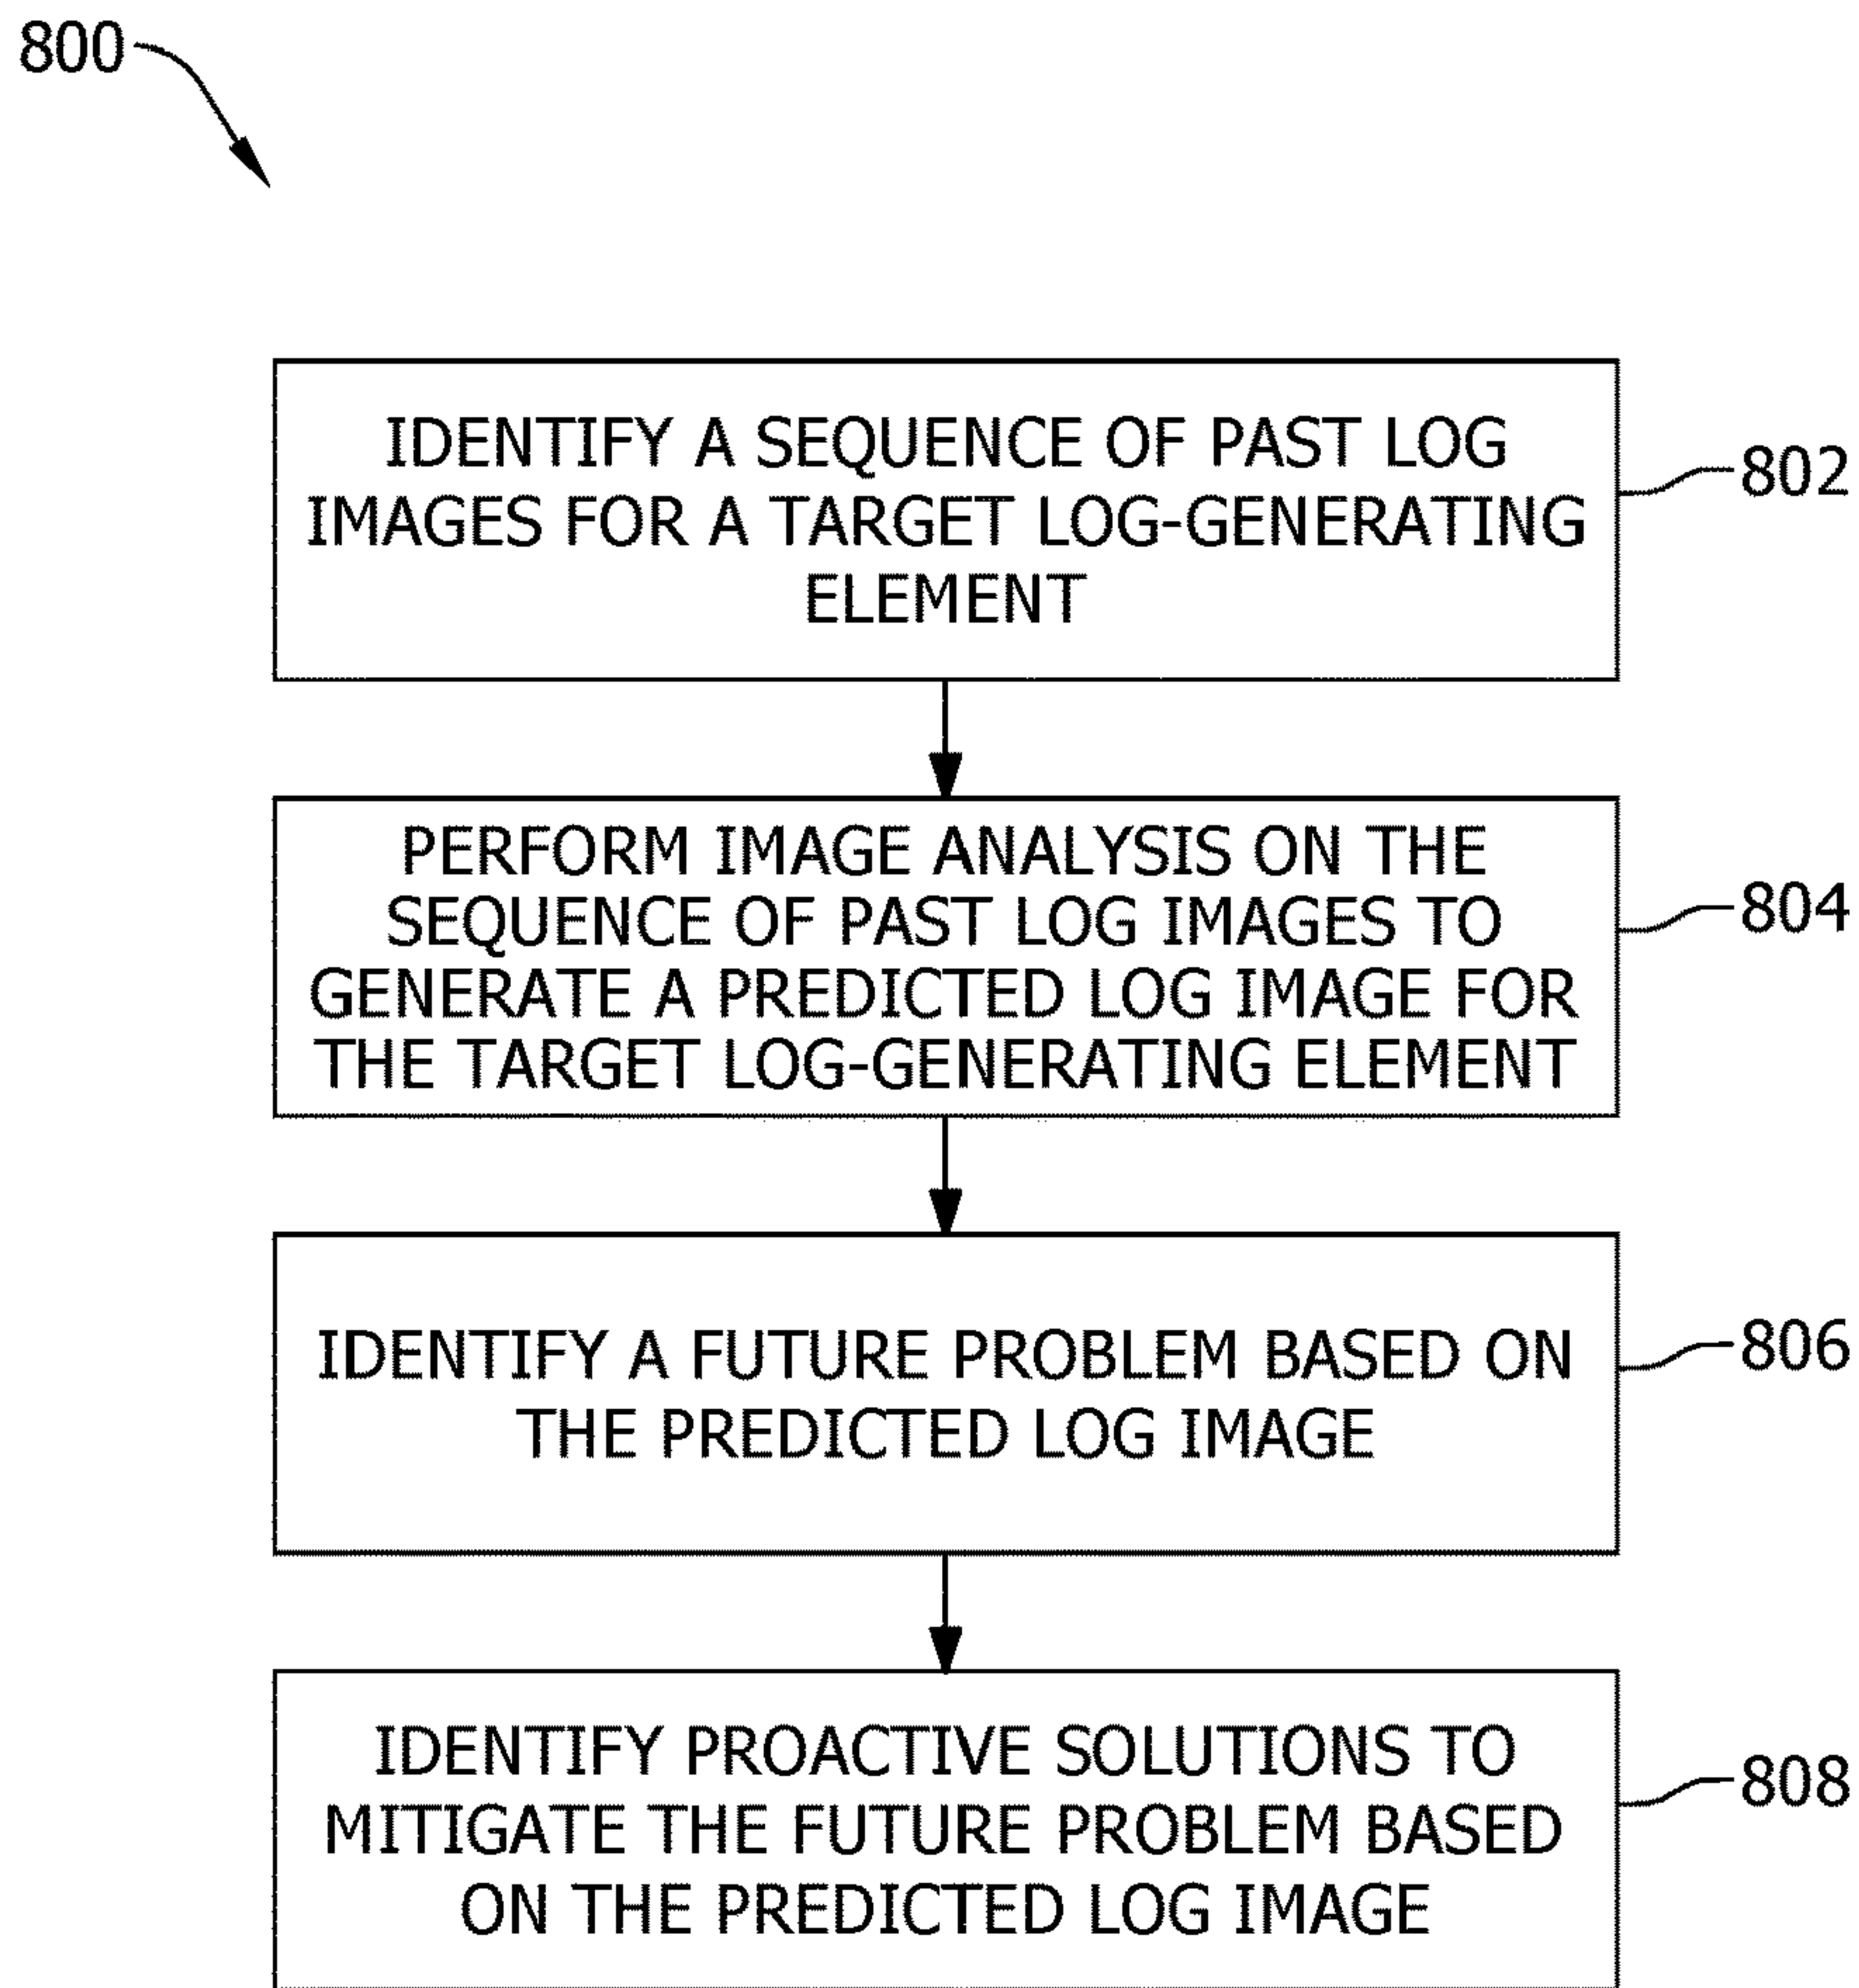 800
IDENTIFY A SEQUENCE OF PAST LOG
IMAGES FOR A TARGET LOG-GENERATING
ELEMENT
802
PERFORM IMAGE ANALYSIS ON THE
SEQUENCE OF PAST LOG IMAGES TO
GENERATE A PREDICTED LOG IMAGE FOR
THE TARGET LOG-GENERATING ELEMENT
804
IDENTIFY A FUTURE PROBLEM BASED ON
THE PREDICTED LOG IMAGE
806
IDENTIFY PROACTIVE SOLUTIONS TO
MITIGATE THE FUTURE PROBLEM BASED
ON THE PREDICTED LOG IMAGE
808